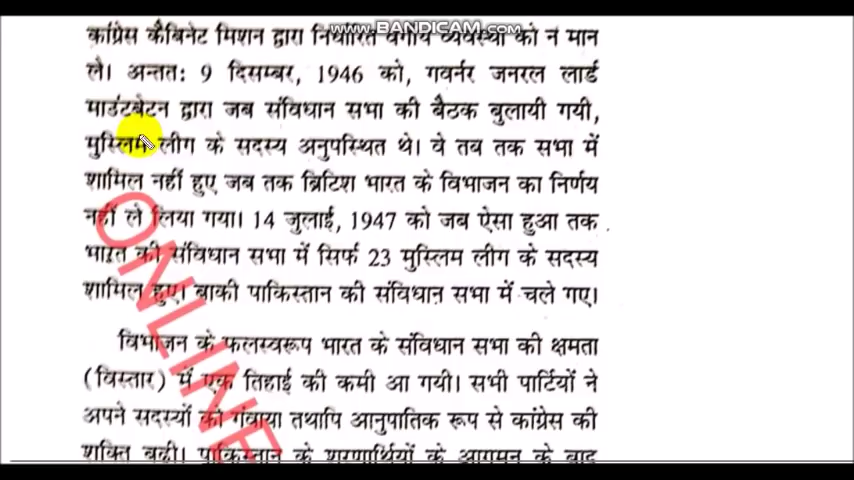 WWW.BANDICAM.COM
कांग्रेस कैबिनेट मिशन द्वारा निर्धारित वर्गीय व्यवस्था को न मान
ले। अन्ततः 9 दिसम्बर, 1946 को, गवर्नर जनरल लार्ड
माउंटबेटन द्वारा जब संविधान सभा की बैठक बुलायी गयी,
मुस्लिम लीग के सदस्य अनुपस्थित थे। वे तब तक सभा में
शामिल नहीं हुए जब तक ब्रिटिश भारत के विभाजन का निर्णय
नहीं ले लिया गया। 14 जुलाई, 1947 को जब ऐसा हुआ तक
भारत की संविधान सभा में सिर्फ 23 मुस्लिम लीग के सदस्य
शामिल हुए। बाकी पाकिस्तान की संविधान सभा में चले गए।
विभाजन के फलस्वरूप भारत के संविधान सभा की क्षमता
(विस्तार) में एक तिहाई की कमी आ गयी। सभी पार्टियों ने
अपने सदस्यों को गंवाया तथापि आनुपातिक रूप से कांग्रेस की
शक्ति बढ़ी। पाकिस्तान के शरणार्थियों के आगमन के बाद
ONLINE